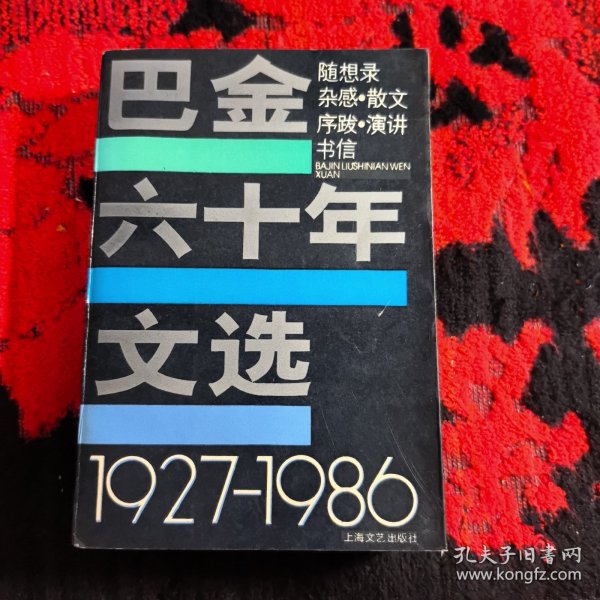 巴金
随想录
杂感•散文
序跋•演讲
书信
BAJIN LIUSHINIAN WEN
XUAN
六十年
文选
1927-1986
上海文艺出版社
孔夫子旧书网
www.kongfz.com